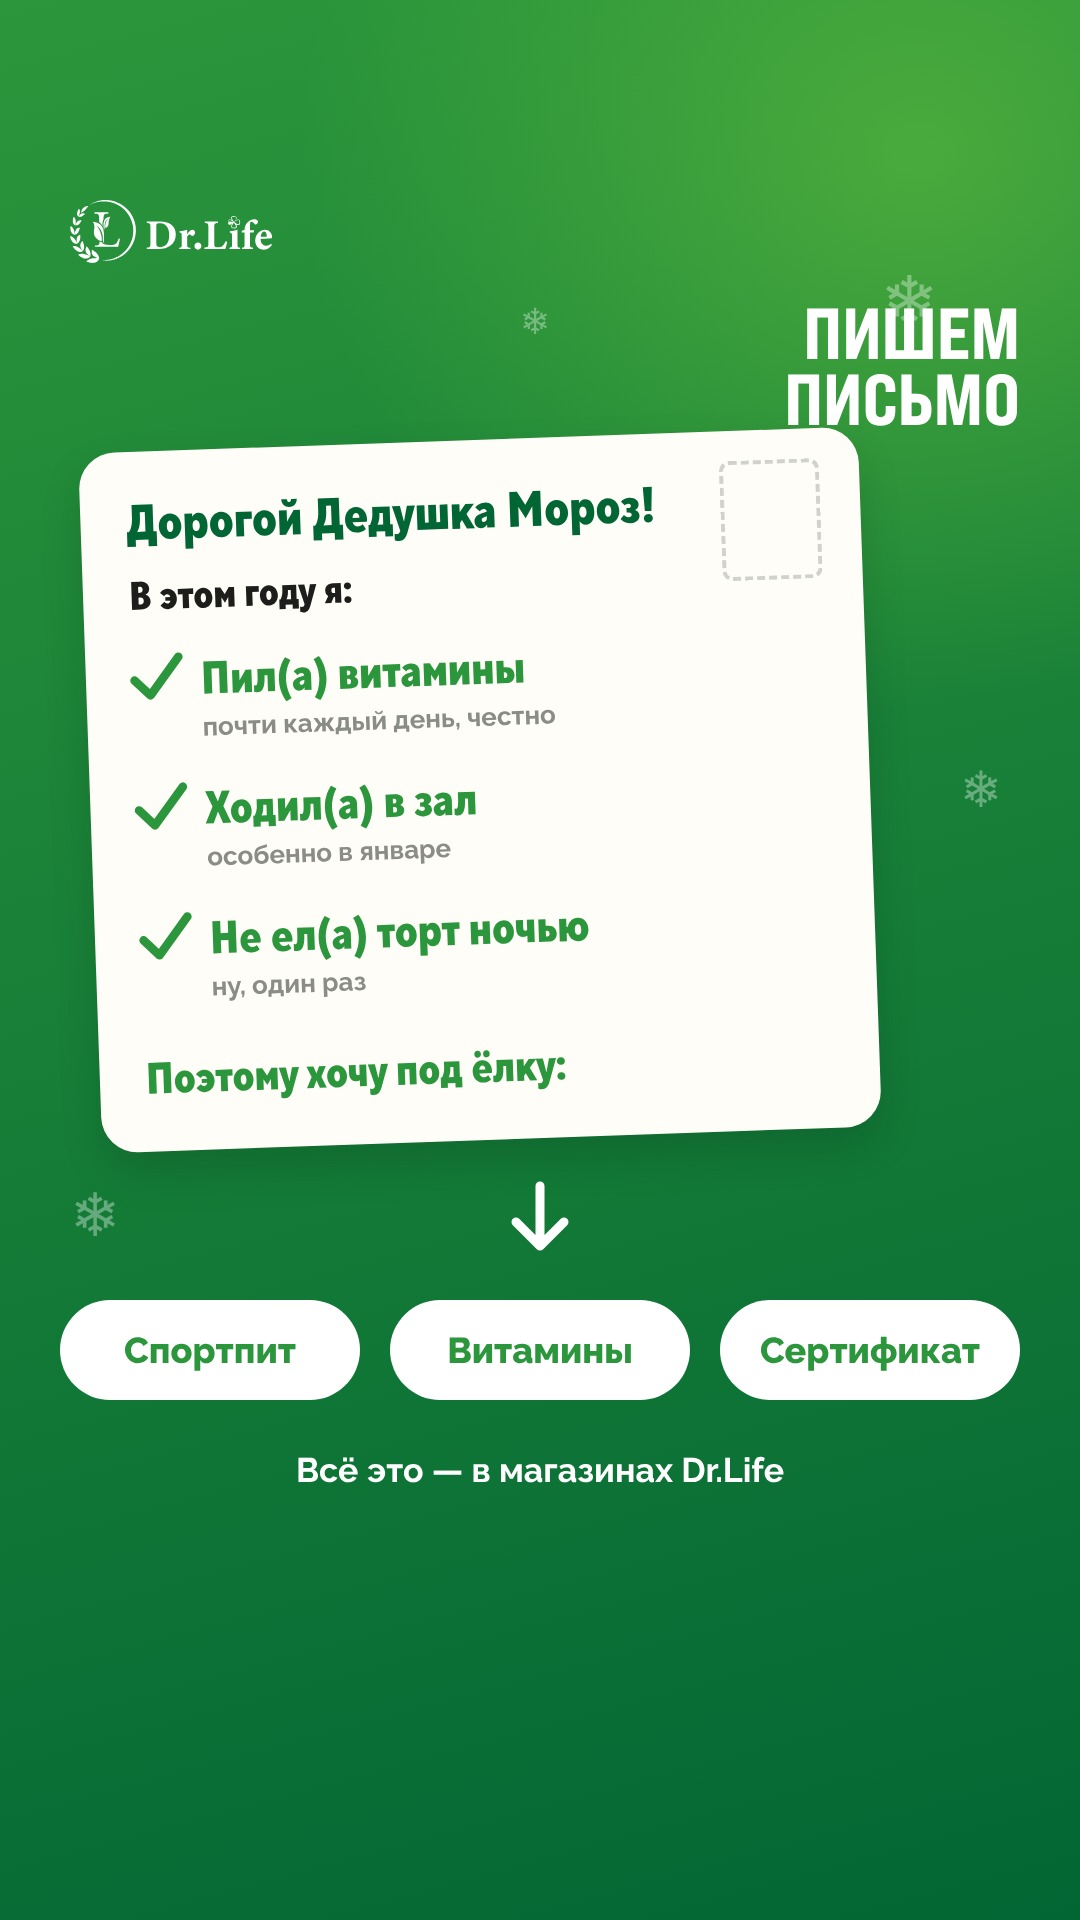 Dr.Life
ПИШЕМ
ПИСЬМО
Дорогой Дедушка Мороз!
В этом году я:
Пил(а) витамины
почти каждый день, честно
Ходил(а) в зал
особенно в январе
Не ел(а) торт ночью
ну, один раз
Поэтому хочу под ёлку:
Спортпит
Витамины
Сертификат
Всё это — в магазинах Dr.Life